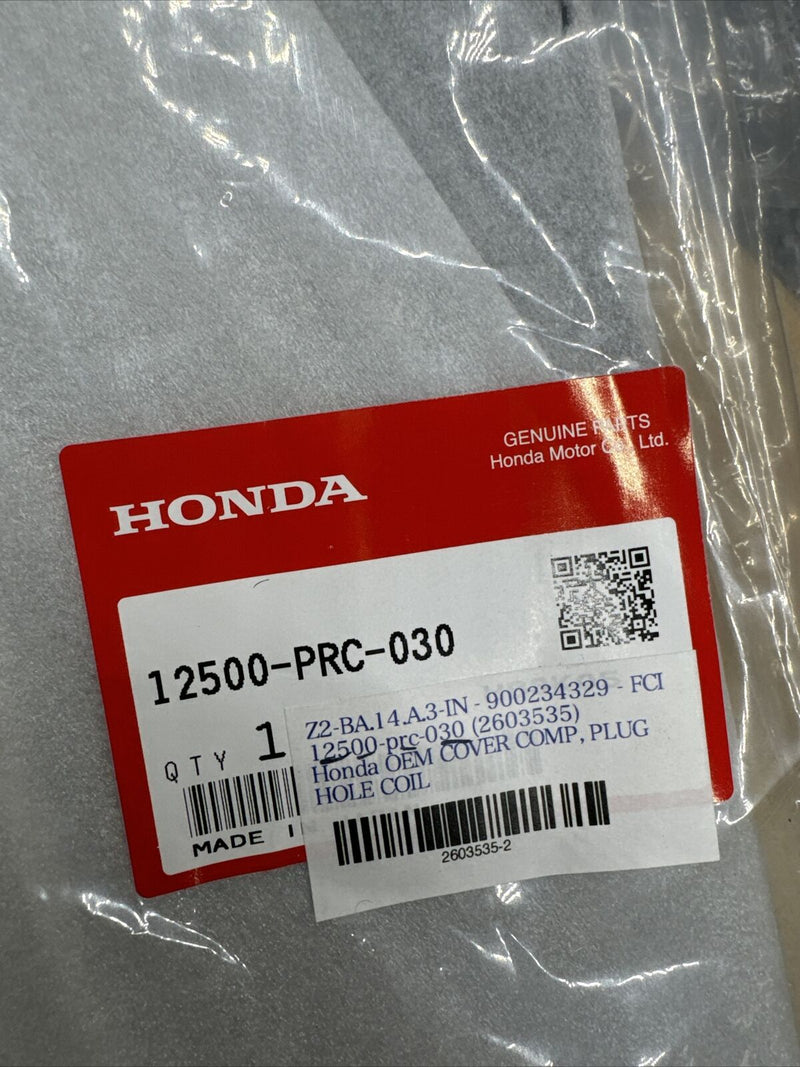 GENUINE PARTS
Honda Motor Co., Ltd.
HONDA
12500-PRC-030
QTY 1
MADE I
Z2-BA.14.A.3-IN - 900234329 - FCI
12500-prc-030 (2603535)
Honda OEM COVER COMP, PLUG
HOLE COIL
2603535-2